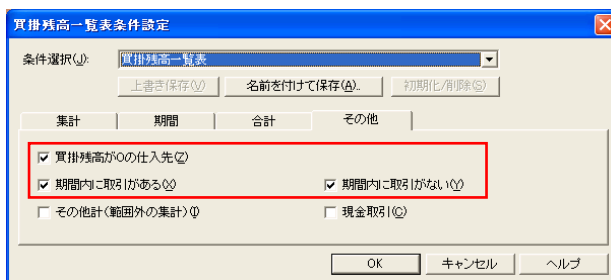 買掛残高一覧表条件設定
条件選択(J): 買掛残高一覧表
上書き保存(V) 名前を付けて保存(A).. 初期化/削除(S)
集計 期間 合計 その他
買掛残高が0の仕入先(Z)
期間内に取引がある(X) 期間内に取引がない(Y)
その他計(範囲外の集計)(I) 現金取引(C)
OK キャンセル ヘルプ